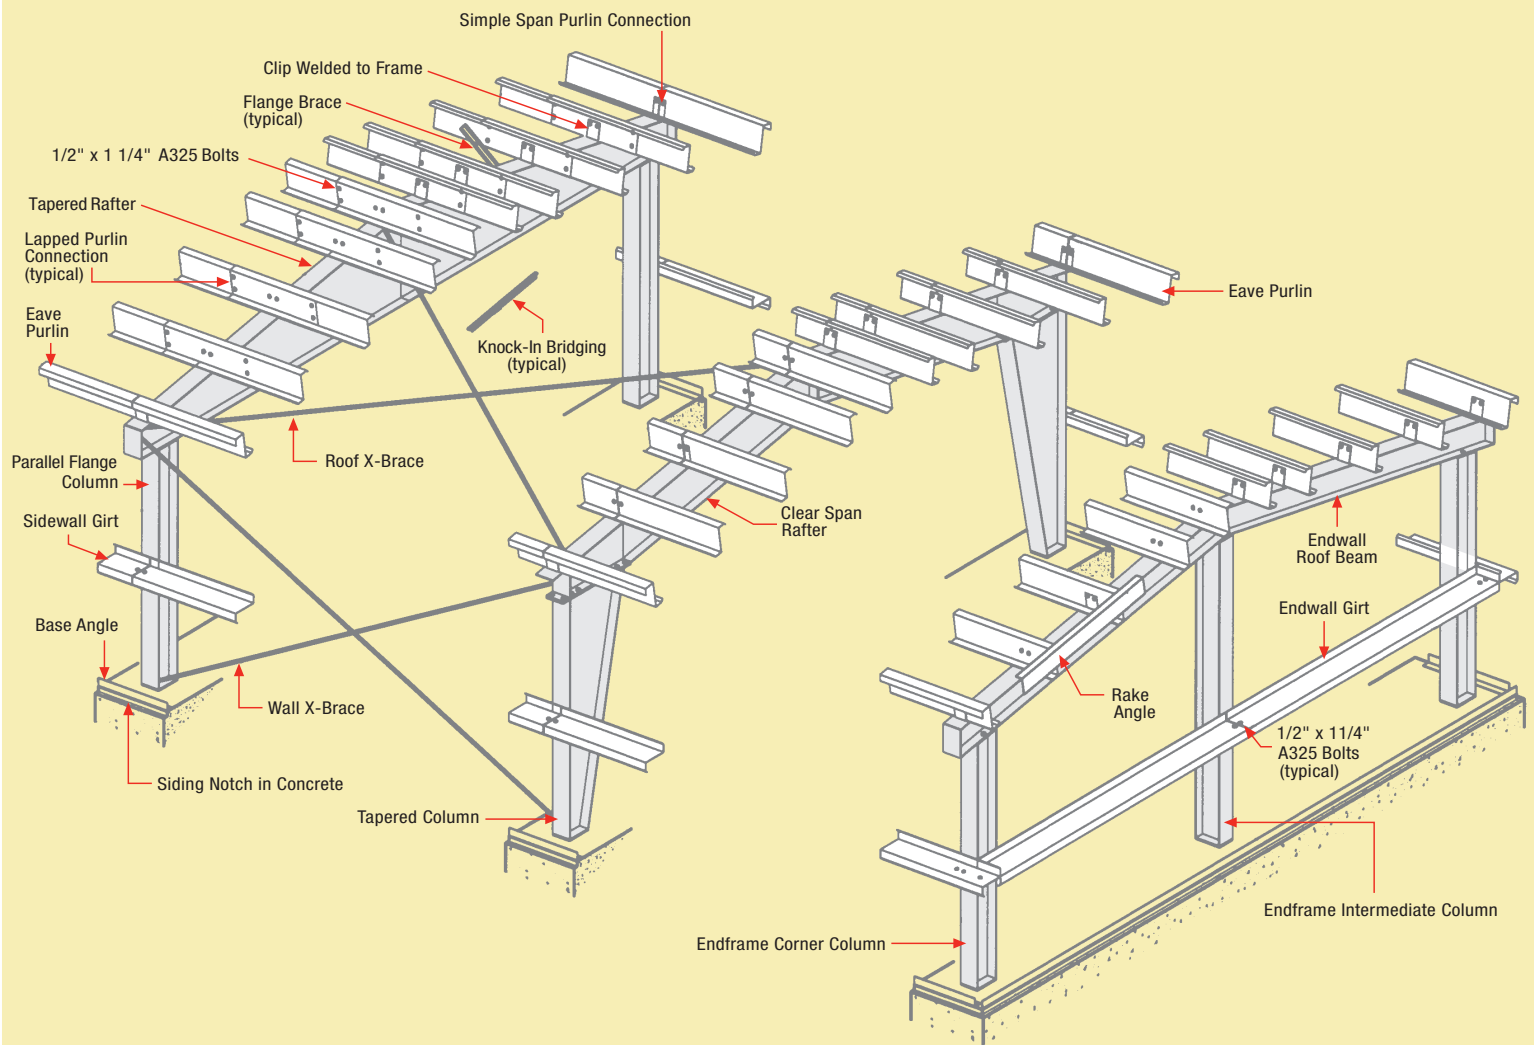 Simple Span Purlin Connection
Clip Welded to Frame
Flange Brace
(typical)
1/2" x 1 1/4" A325 Bolts
Tapered Rafter
Lapped Purlin
Connection
(typical)
Eave
Purlin
Knock-In Bridging
(typical)
Eave Purlin
Roof X-Brace
Parallel Flange
Column
Sidewall Girt
Clear Span
Rafter
Endwall
Roof Beam
Base Angle
Endwall Girt
Wall X-Brace
Rake
Angle
1/2" x 11/4"
A325 Bolts
(typical)
Siding Notch in Concrete
Tapered Column
Endframe Intermediate Column
Endframe Corner Column